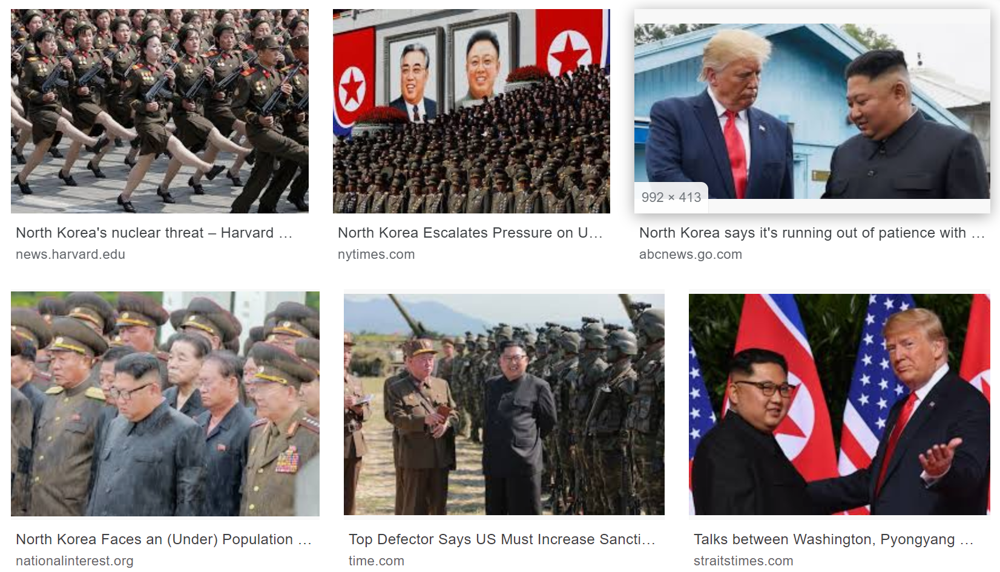 992 × 413
North Korea's nuclear threat – Harvard ...
news.harvard.edu
North Korea Escalates Pressure on U...
nytimes.com
North Korea says it's running out of patience with ...
abcnews.go.com
North Korea Faces an (Under) Population ...
nationalinterest.org
Top Defector Says US Must Increase Sancti...
time.com
Talks between Washington, Pyongyang ...
straitstimes.com